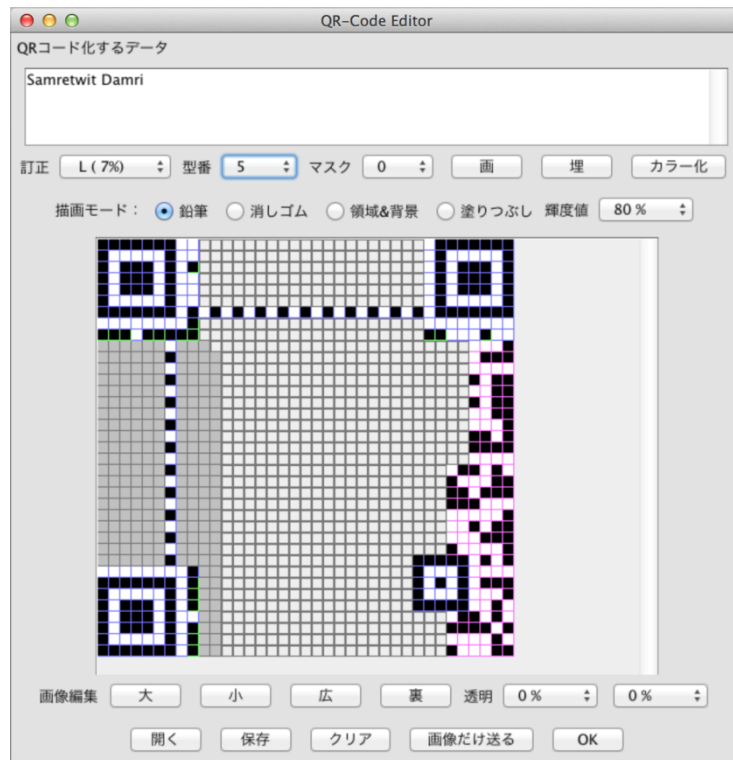 QR-Code Editor
QRコード化するデータ
Samretwit Damri
訂正 L ( 7%) 型番 5 マスク 0 画 埋 カラー化
描画モード： 鉛筆 消しゴム 領域&背景 塗りつぶし 輝度値 80 %
画像編集 大 小 広 裏 透明 0 % 0 %
開く 保存 クリア 画像だけ送る OK